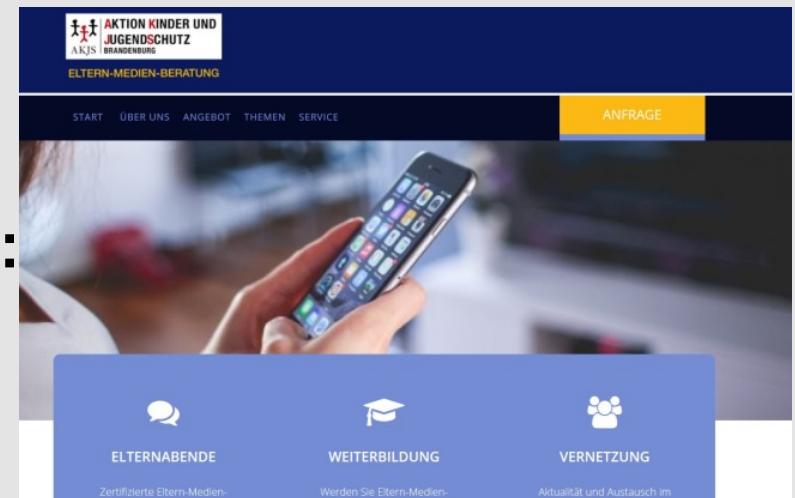 AKTION KINDER UND
JUGENDSCHUTZ
AKJS BRANDENBURG
ELTERN-MEDIEN-BERATUNG
START ÜBER UNS ANGEBOT THEMEN SERVICE
ANFRAGE
ELTERNABENDE
WEITERBILDUNG
VERNETZUNG
Zertifizierte Eltern-Medien-
Werden Sie Eltern-Medien-
Aktualität und Austausch im